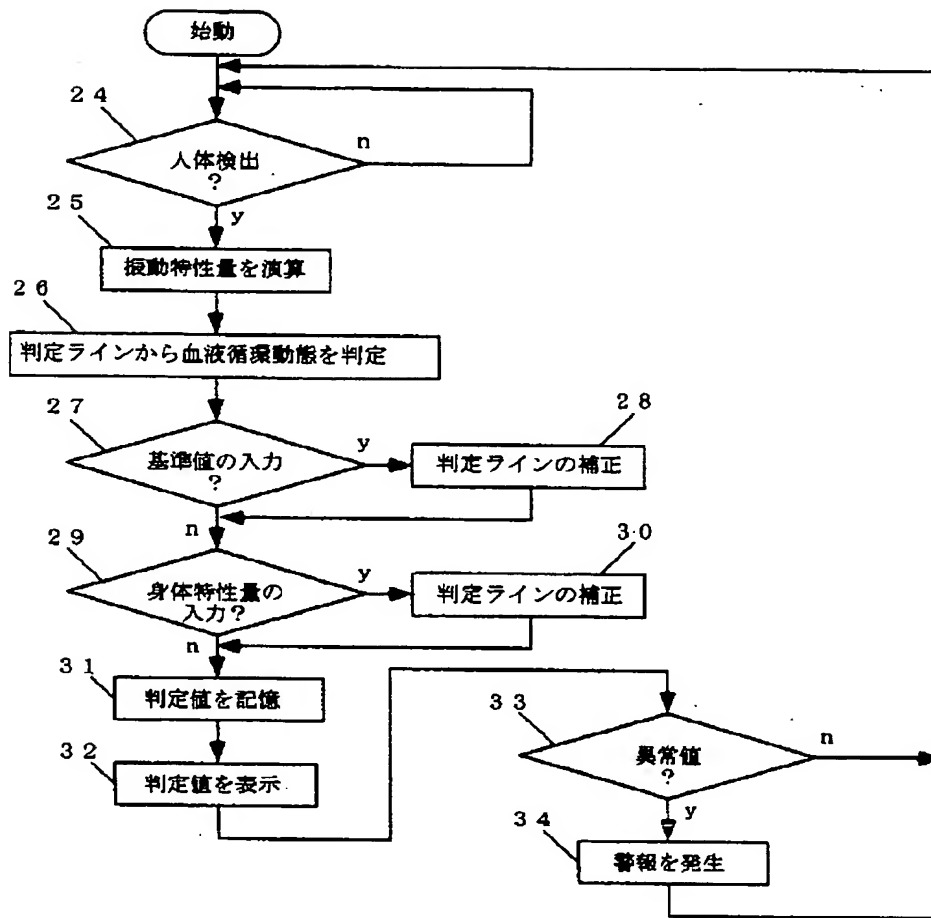 始動
２４
人体検出
？
n
y
２５
振動特性量を演算
２６
判定ラインから血液循環動態を判定
２７
基準値の入力
？
y
n
２８
判定ラインの補正
２９
身体特性量の
入力？
y
n
３０
判定ラインの補正
３１
判定値を記憶
３２
判定値を表示
３３
異常値
？
n
y
３４
警報を発生